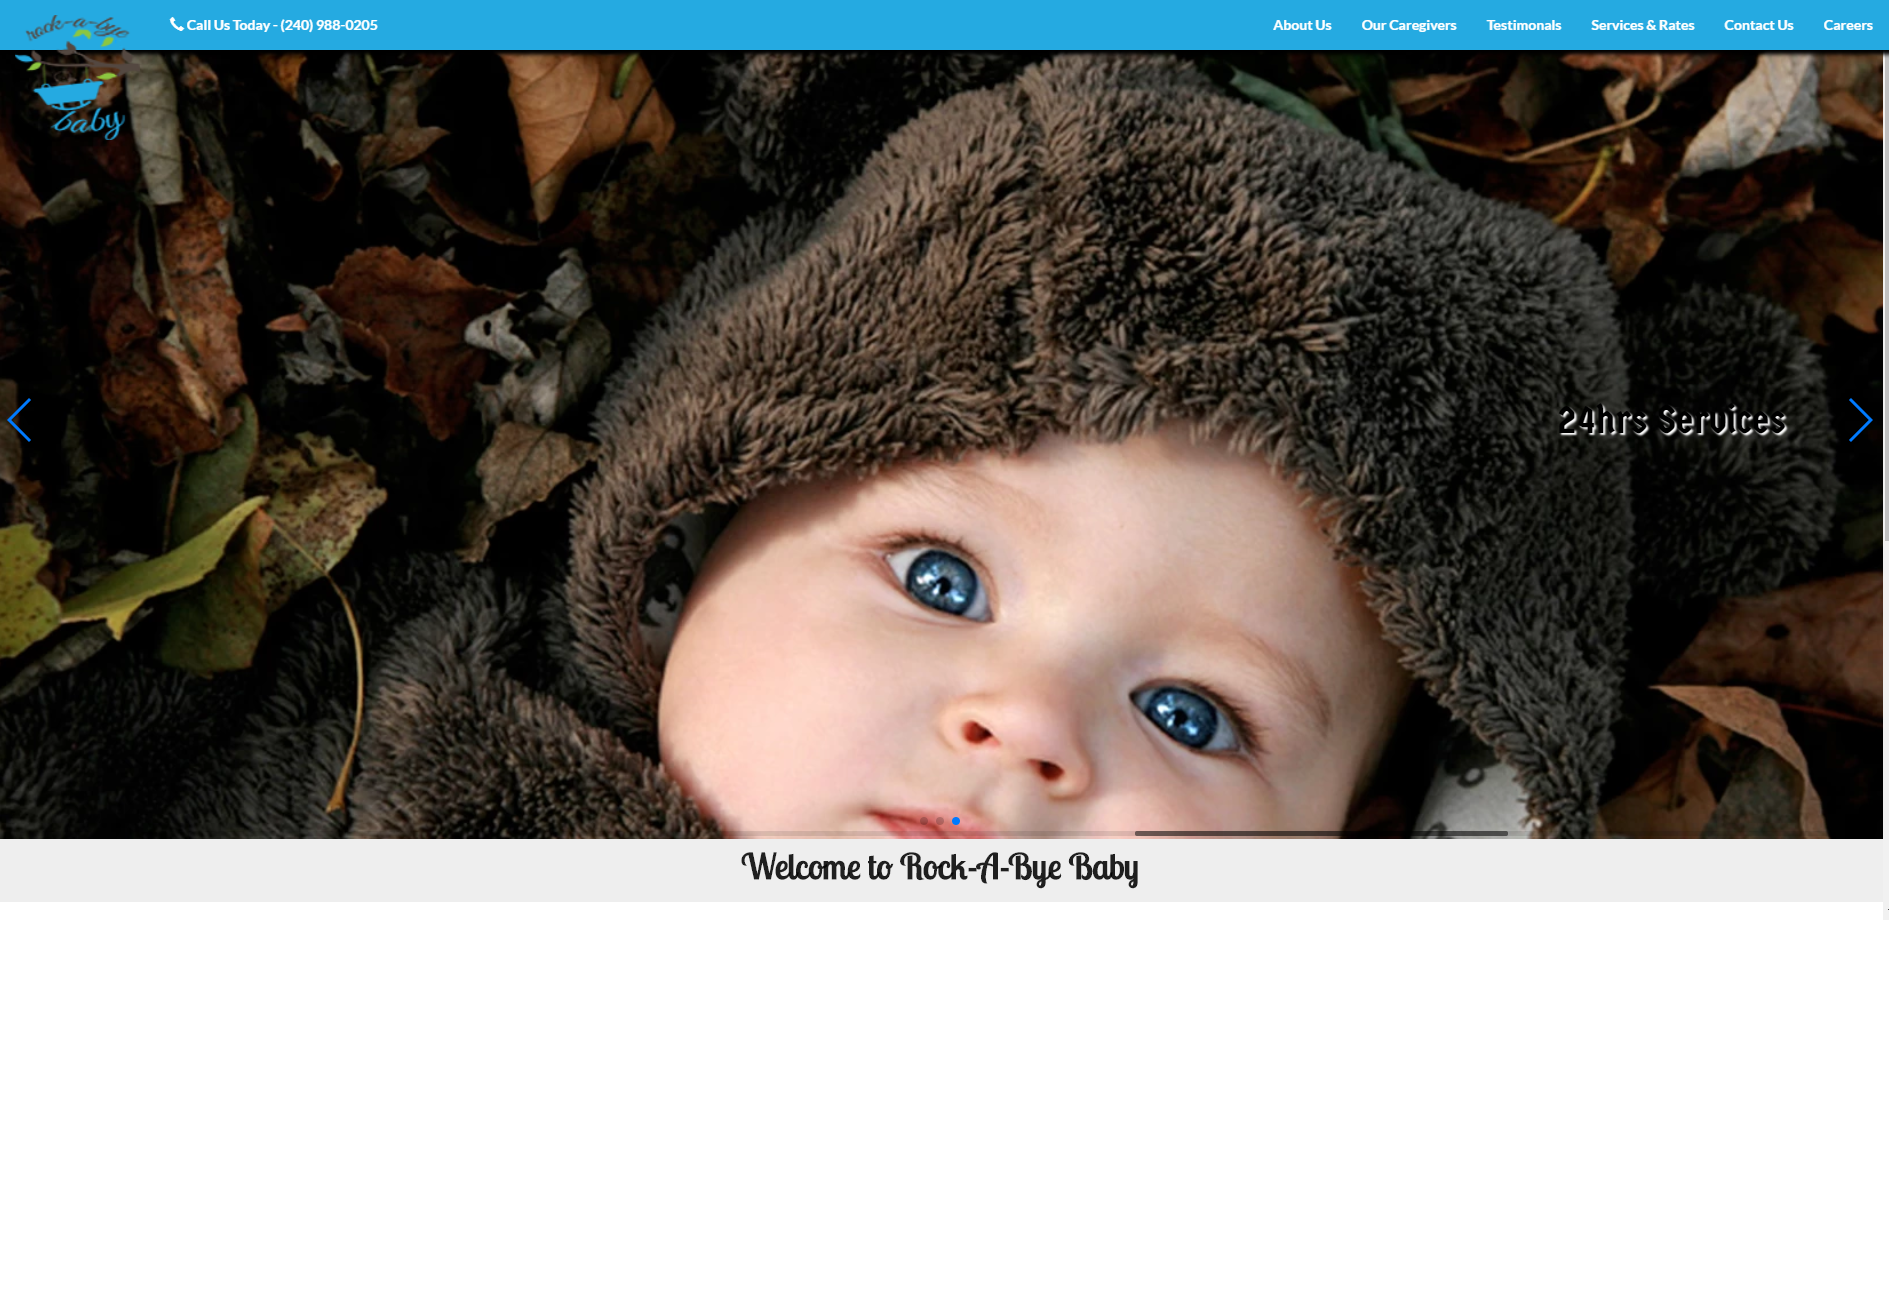 rock-a-bye
baby
Call Us Today - (240) 988-0205
About Us
Our Caregivers
Testimonals
Services & Rates
Contact Us
Careers
24hrs Services
Welcome to Rock-A-Bye Baby